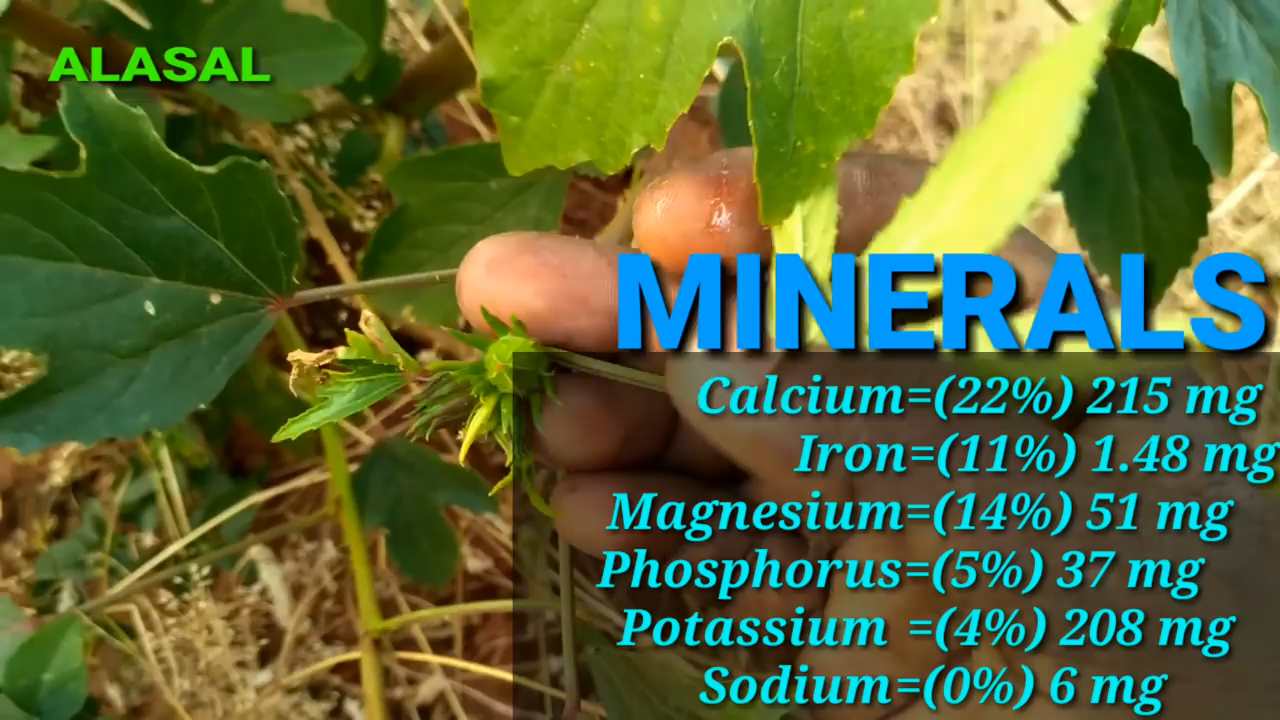 ALASAL
MINERALS
Calcium=(22%) 215 mg
Iron=(11%) 1.48 mg
Magnesium=(14%) 51 mg
Phosphorus=(5%) 37 mg
Potassium =(4%) 208 mg
Sodium=(0%) 6 mg